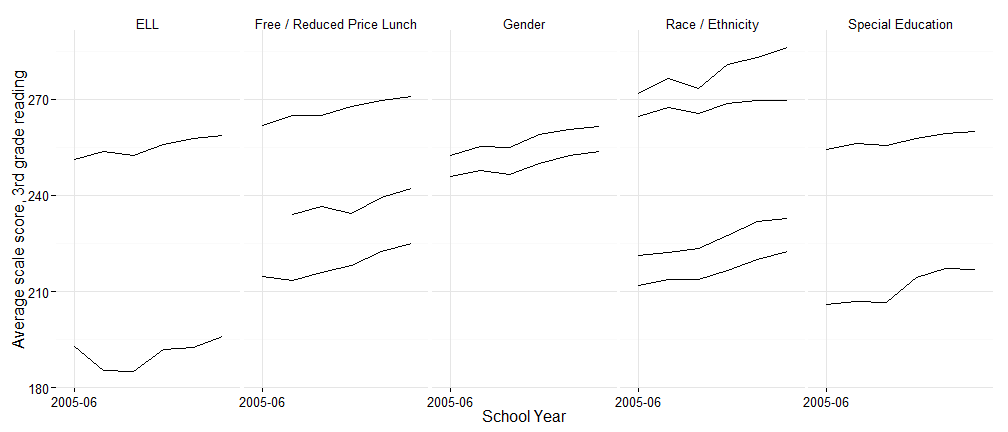 ELL
Free / Reduced Price Lunch
Gender
Race / Ethnicity
Special Education
Average scale score, 3rd grade reading
270
240
210
180
2005-06
2005-06
2005-06
2005-06
2005-06
School Year